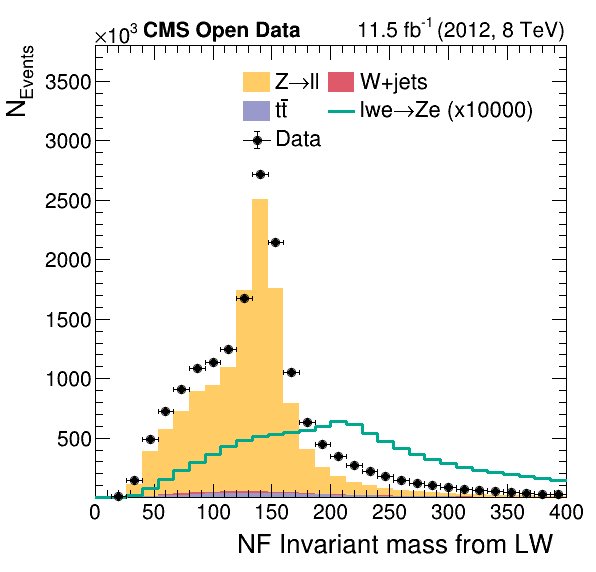 ×10³ CMS Open Data 11.5 fb⁻¹ (2012, 8 TeV)
N_Events
Z→ll W+jets
tt̄ lwe→Ze (x10000)
Data
3500
3000
2500
2000
1500
1000
500
0 50 100 150 200 250 300 350 400
NF Invariant mass from LW